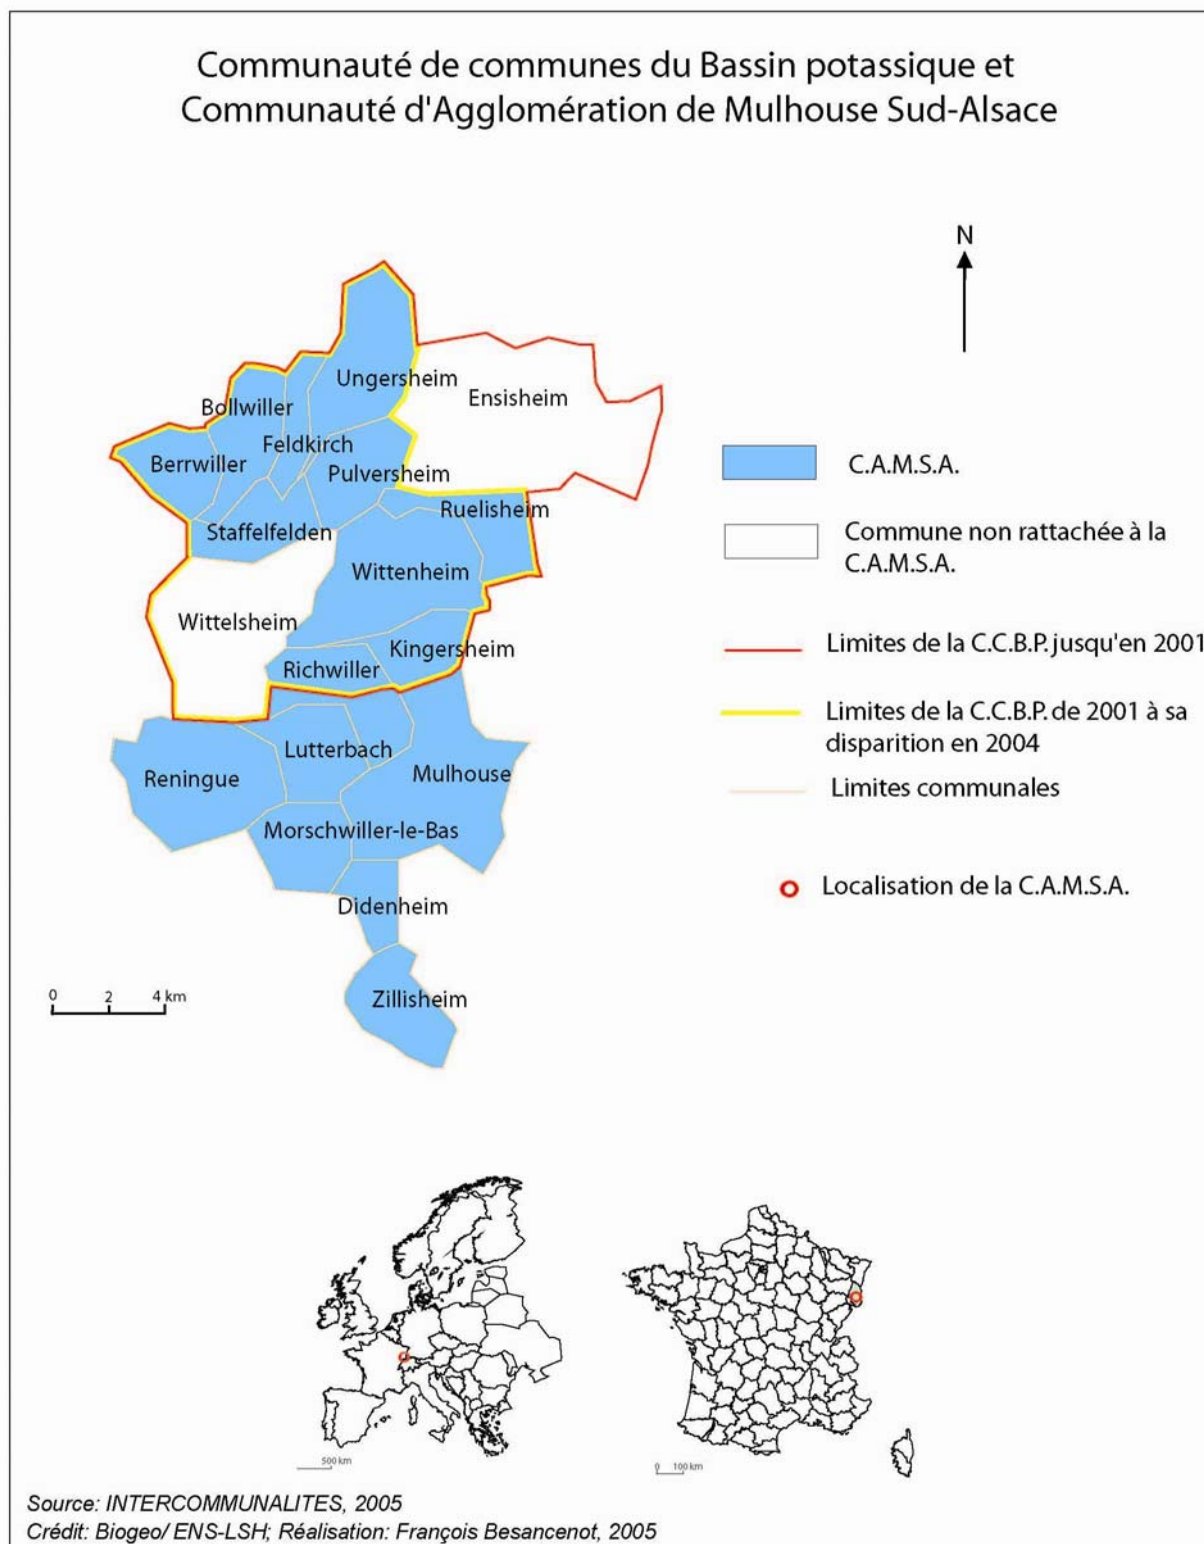 Communauté de communes du Bassin potassique et
Communauté d'Agglomération de Mulhouse Sud-Alsace
N
Ungersheim
Ensisheim
Bollwiller
Feldkirch
Berrwiller
Pulversheim
Ruelisheim
Staffelfelden
Wittenheim
Wittelsheim
Kingersheim
Richwiller
Lutterbach
Reningue
Mulhouse
Morschwiller-le-Bas
Didenheim
Zillisheim
0 2 4 km
C.A.M.S.A.
Commune non rattachée à la
C.A.M.S.A.
Limites de la C.C.B.P. jusqu'en 2001
Limites de la C.C.B.P. de 2001 à sa
disparition en 2004
Limites communales
Localisation de la C.A.M.S.A.
500 km
0 100 km
Source: INTERCOMMUNALITES, 2005
Crédit: Biogeo/ ENS-LSH; Réalisation: François Besancenot, 2005